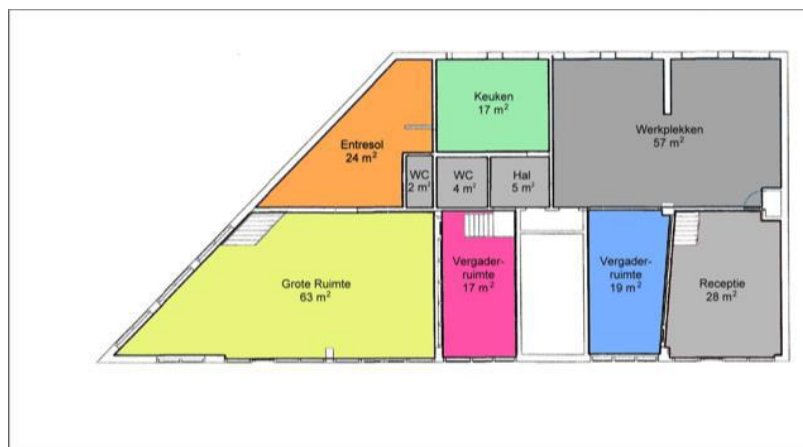 Keuken
17 m²
Werkplekken
57 m²
Entresol
24 m²
WC
2 m²
WC
4 m²
Hal
5 m²
Vergader-
ruimte
17 m²
Vergader-
ruimte
19 m²
Grote Ruimte
63 m²
Receptie
28 m²